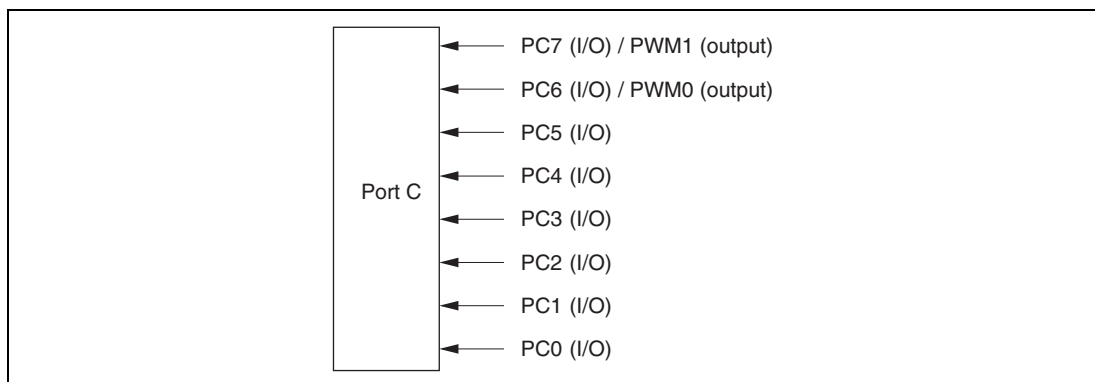 PC7 (I/O) / PWM1 (output)
PC6 (I/O) / PWM0 (output)
PC5 (I/O)
PC4 (I/O)
Port C
PC3 (I/O)
PC2 (I/O)
PC1 (I/O)
PC0 (I/O)